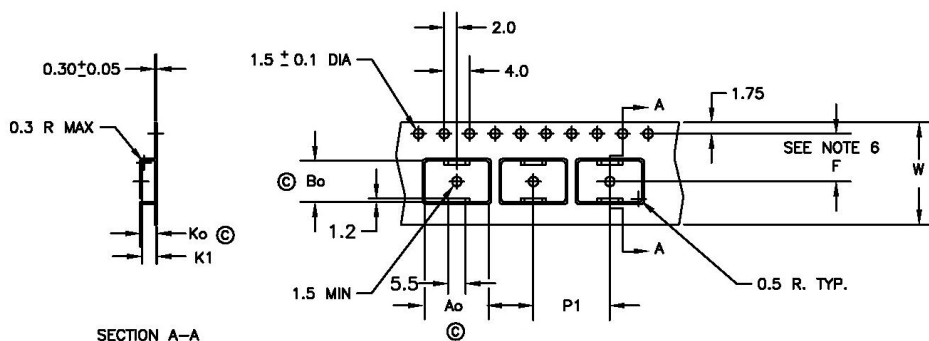 2.0
1.5 ± 0.1 DIA
0.30±0.05
4.0
A
1.75
0.3 R MAX
SEE NOTE 6
F
W
Ⓒ Bo
1.2
Ko Ⓒ
K1
A
1.5 MIN
5.5
0.5 R. TYP.
Ao
P1
Ⓒ
SECTION A-A